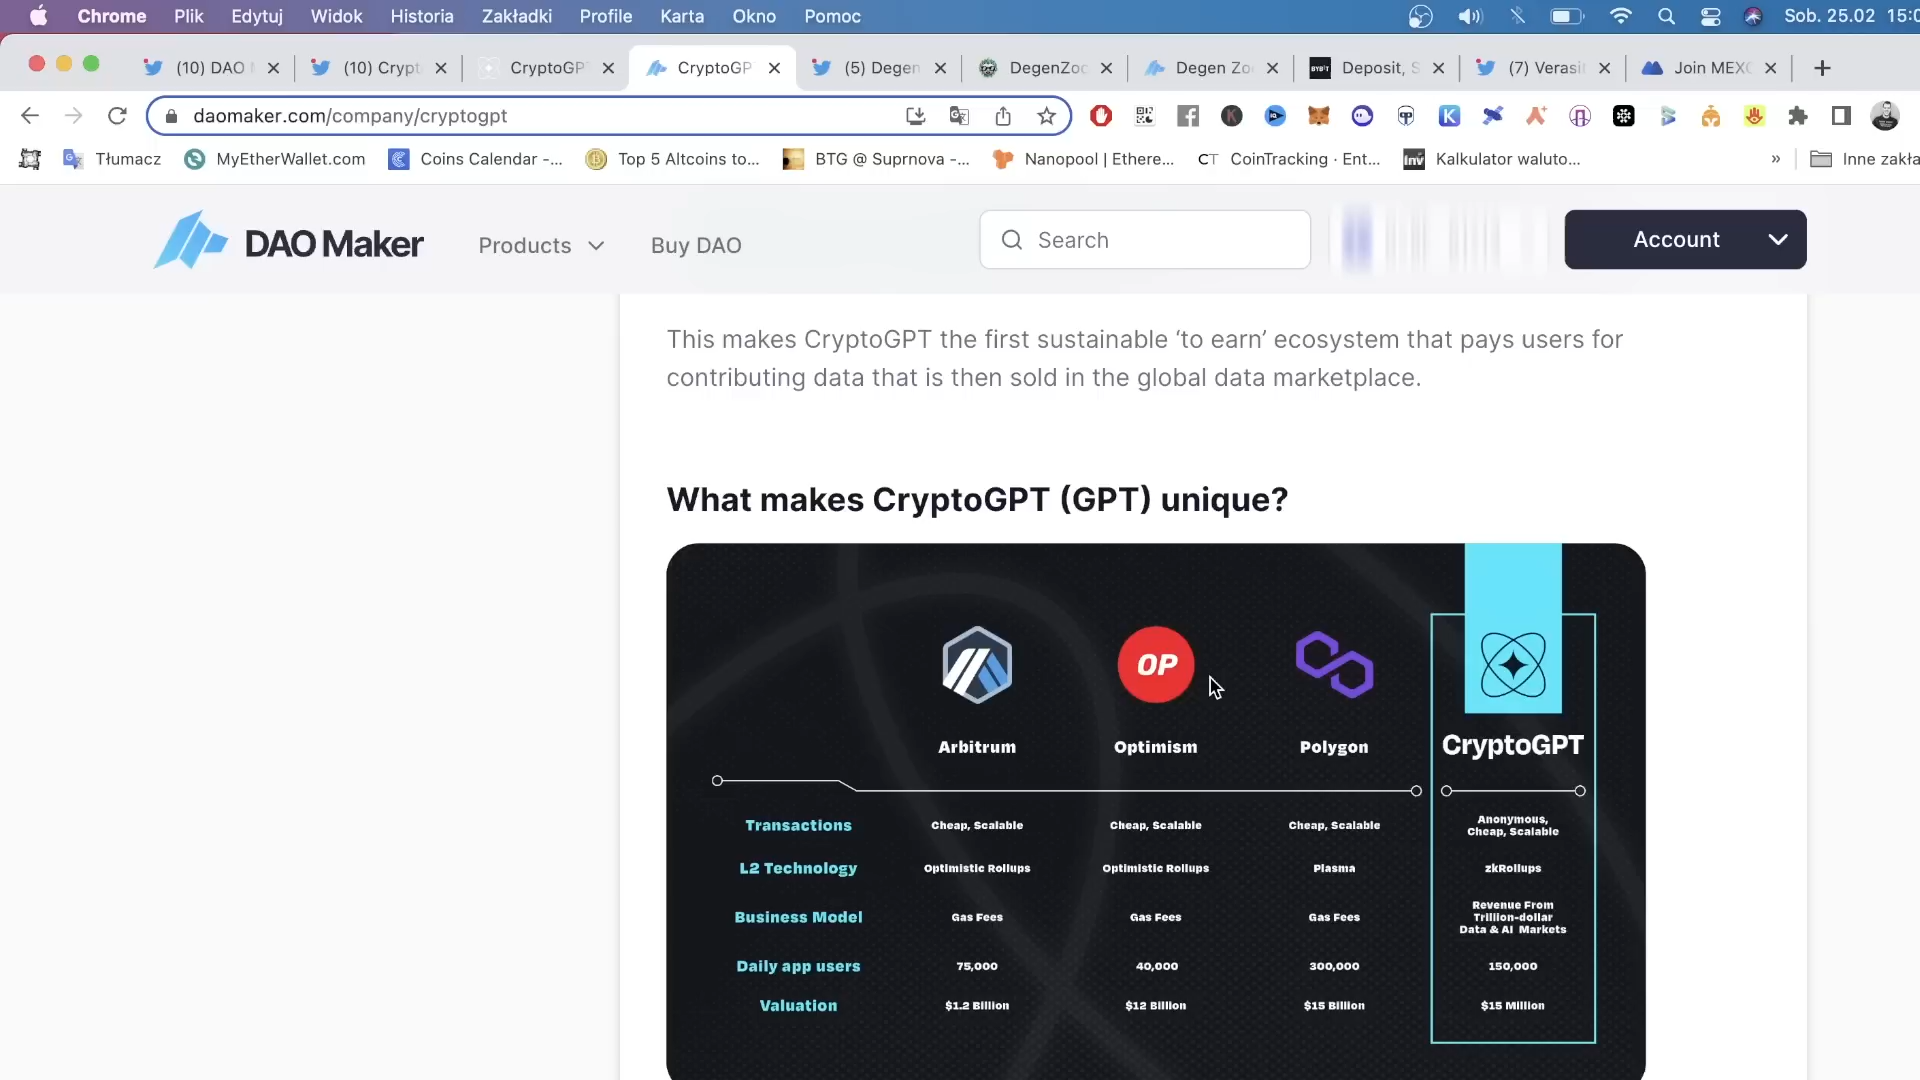 Chrome Plik Edytuj Widok Historia Zakładki Profile Karta Okno Pomoc Sob. 25.02
(10) DAO (10) Crypt CryptoGP CryptoGP (5) Degen DegenZoo Degen Zo BYBIT Deposit, S (7) Verasit Join MEXC
daomaker.com/company/cryptogpt
Tłumacz MyEtherWallet.com Coins Calendar -... Top 5 Altcoins to... BTG @ Suprnova -... Nanopool | Ethere... CT CoinTracking · Ent... Inv Kalkulator waluto... » Inne zakła
DAO Maker Products Buy DAO Search Account
This makes CryptoGPT the first sustainable ‘to earn’ ecosystem that pays users for
contributing data that is then sold in the global data marketplace.
What makes CryptoGPT (GPT) unique?
OP
Arbitrum Optimism Polygon CryptoGPT
Transactions Cheap, Scalable Cheap, Scalable Cheap, Scalable Anonymous,
Cheap, Scalable
L2 Technology Optimistic Rollups Optimistic Rollups Plasma zkRollups
Business Model Gas Fees Gas Fees Gas Fees Revenue From
Trillion-dollar
Data & AI Markets
Daily app users 75,000 40,000 300,000 150,000
Valuation $1.2 Billion $12 Billion $15 Billion $15 Million